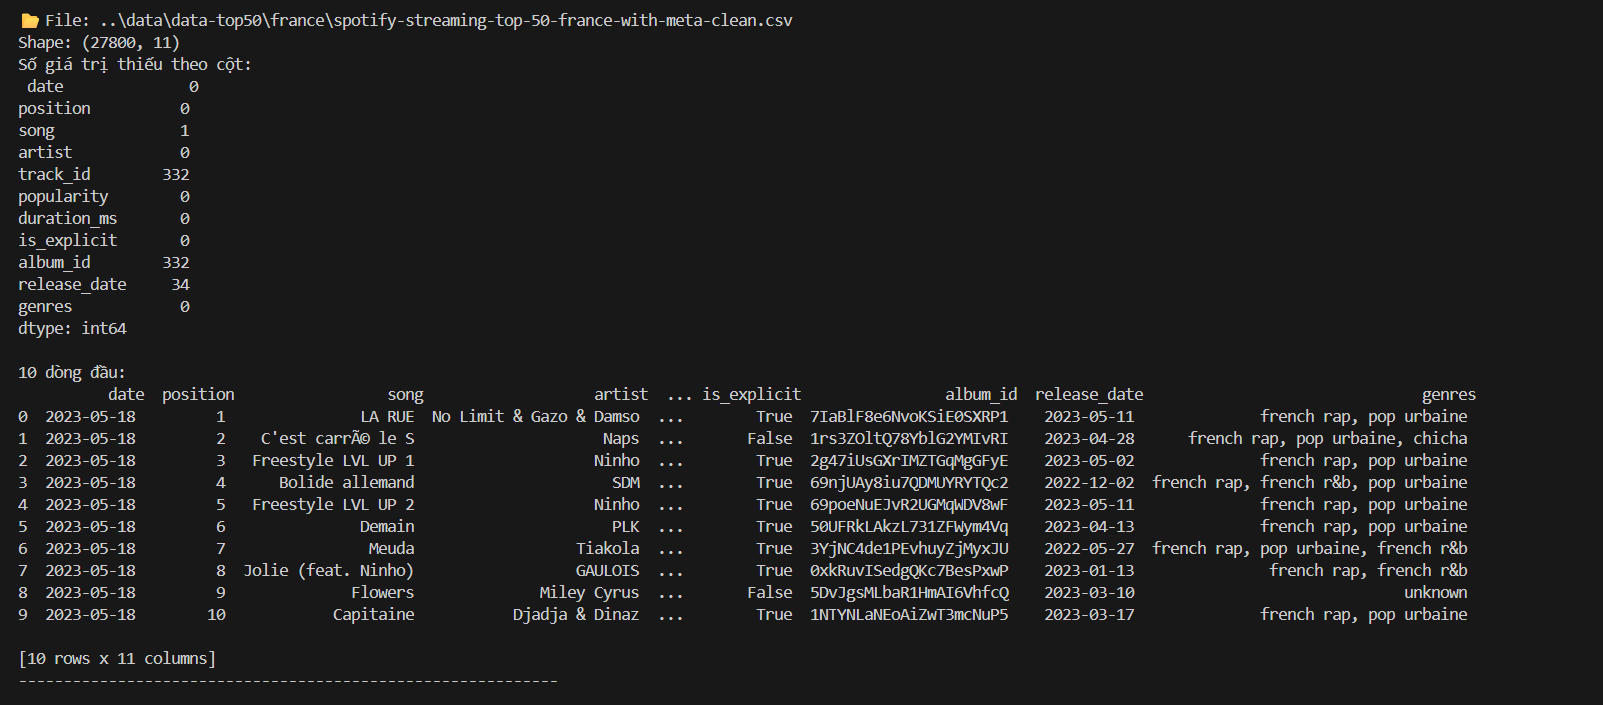 📂 File: ..\data\data-top50\france\spotify-streaming-top-50-france-with-meta-clean.csv
Shape: (27800, 11)
Số giá trị thiếu theo cột:
date 0
position 0
song 1
artist 0
track_id 332
popularity 0
duration_ms 0
is_explicit 0
album_id 332
release_date 34
genres 0
dtype: int64
10 dòng đầu:
date position song artist ... is_explicit album_id release_date genres
0 2023-05-18 1 LA RUE No Limit & Gazo & Damso ... True 7IaBlF8e6NvoKSiE0SXRP1 2023-05-11 french rap, pop urbaine
1 2023-05-18 2 C'est carrÃ© le S Naps ... False 1rs3ZOltQ78YblG2YMIvRI 2023-04-28 french rap, pop urbaine, chicha
2 2023-05-18 3 Freestyle LVL UP 1 Ninho ... True 2g47iUsGXrIMZTGqMgGFyE 2023-05-02 french rap, pop urbaine
3 2023-05-18 4 Bolide allemand SDM ... True 69njUAy8iu7QDMUYRYTQc2 2022-12-02 french rap, french r&b, pop urbaine
4 2023-05-18 5 Freestyle LVL UP 2 Ninho ... True 69poeNuEJvR2UGMqWDV8wF 2023-05-11 french rap, pop urbaine
5 2023-05-18 6 Demain PLK ... True 50UFRkLAkzL731ZFWym4Vq 2023-04-13 french rap, pop urbaine
6 2023-05-18 7 Meuda Tiakola ... True 3YjNC4de1PEvhuyZjMyxJU 2022-05-27 french rap, pop urbaine, french r&b
7 2023-05-18 8 Jolie (feat. Ninho) GAULOIS ... True 0xkRuvISedgQKc7BesPxwP 2023-01-13 french rap, french r&b
8 2023-05-18 9 Flowers Miley Cyrus ... False 5DvJgsMLbaR1HmAI6VhfcQ 2023-03-10 unknown
9 2023-05-18 10 Capitaine Djadja & Dinaz ... True 1NTYNLaNEoAiZwT3mcNuP5 2023-03-17 french rap, pop urbaine
[10 rows x 11 columns]
------------------------------------------------------------